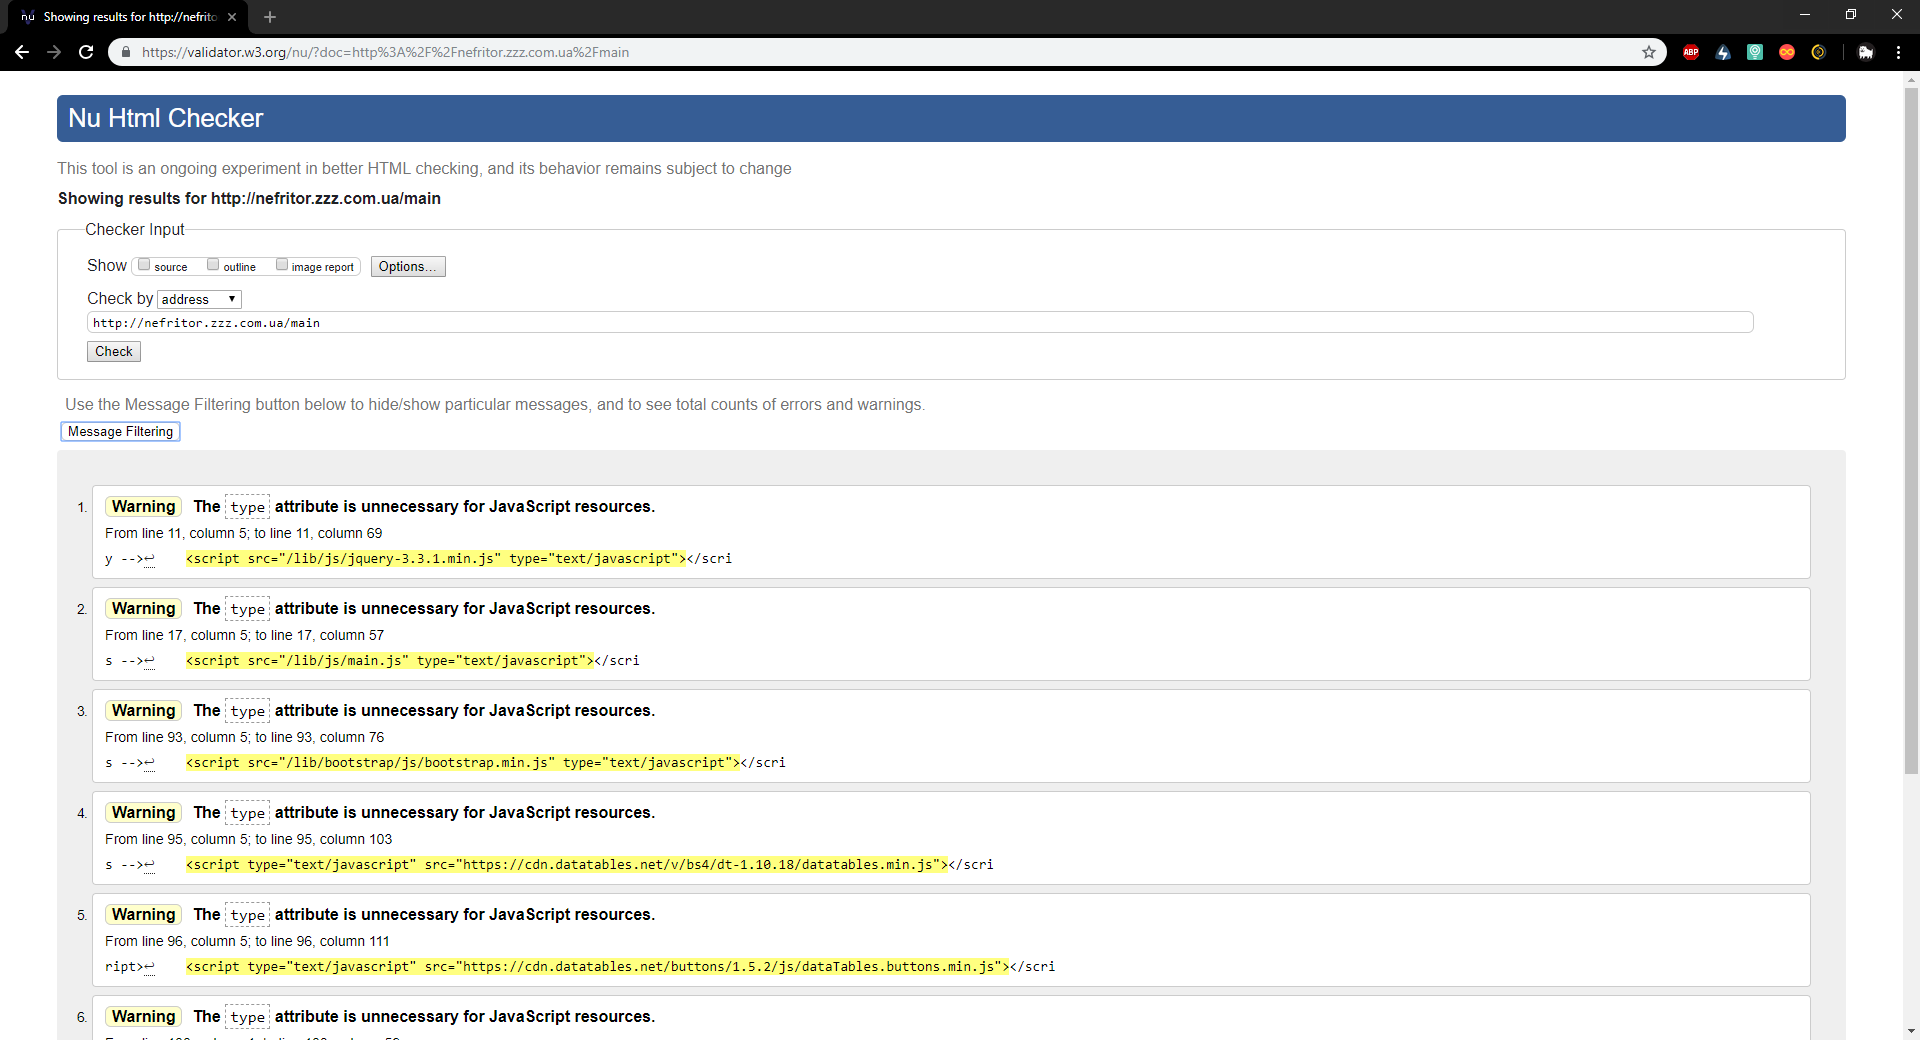 Showing results for http://nefrito
https://validator.w3.org/nu/?doc=http%3A%2F%2Fnefritor.zzz.com.ua%2Fmain
ABP
Nu Html Checker
This tool is an ongoing experiment in better HTML checking, and its behavior remains subject to change
Showing results for http://nefritor.zzz.com.ua/main
Checker Input
Show source outline image report Options...
Check by address
http://nefritor.zzz.com.ua/main
Check
Use the Message Filtering button below to hide/show particular messages, and to see total counts of errors and warnings.
Message Filtering
1. Warning The type attribute is unnecessary for JavaScript resources.
From line 11, column 5; to line 11, column 69
y -->↩ <script src="/lib/js/jquery-3.3.1.min.js" type="text/javascript"></scri
2. Warning The type attribute is unnecessary for JavaScript resources.
From line 17, column 5; to line 17, column 57
s -->↩ <script src="/lib/js/main.js" type="text/javascript"></scri
3. Warning The type attribute is unnecessary for JavaScript resources.
From line 93, column 5; to line 93, column 76
s -->↩ <script src="/lib/bootstrap/js/bootstrap.min.js" type="text/javascript"></scri
4. Warning The type attribute is unnecessary for JavaScript resources.
From line 95, column 5; to line 95, column 103
s -->↩ <script type="text/javascript" src="https://cdn.datatables.net/v/bs4/dt-1.10.18/datatables.min.js"></scri
5. Warning The type attribute is unnecessary for JavaScript resources.
From line 96, column 5; to line 96, column 111
ript>↩ <script type="text/javascript" src="https://cdn.datatables.net/buttons/1.5.2/js/dataTables.buttons.min.js"></scri
6. Warning The type attribute is unnecessary for JavaScript resources.